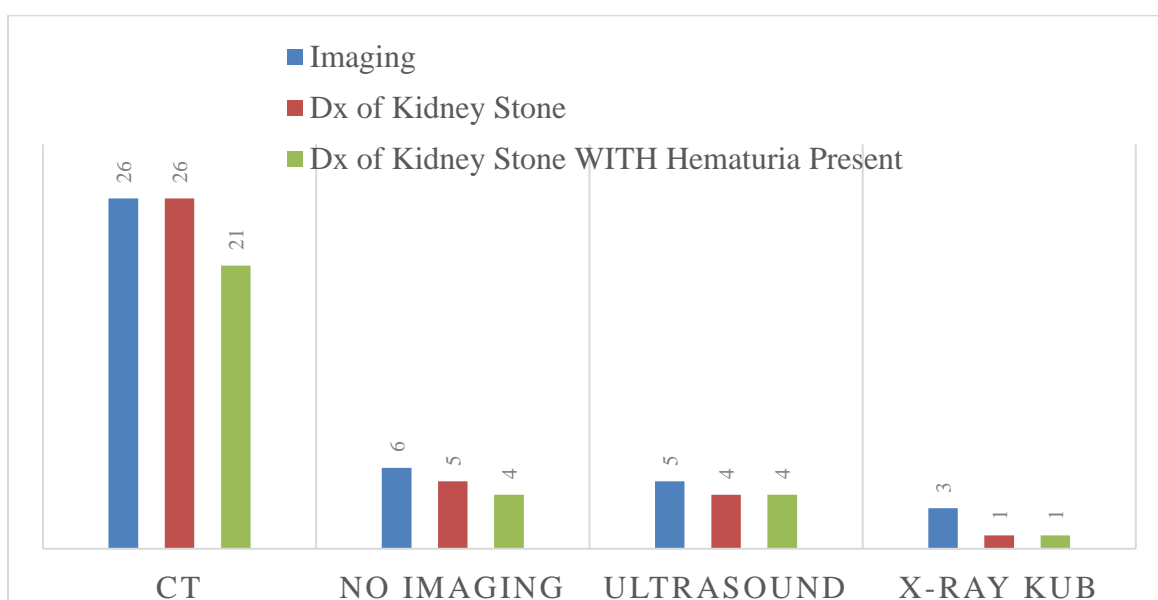 Imaging
Dx of Kidney Stone
Dx of Kidney Stone WITH Hematuria Present
26 26 21
6 5 4
5 4 4
3 1 1
CT NO IMAGING ULTRASOUND X-RAY KUB